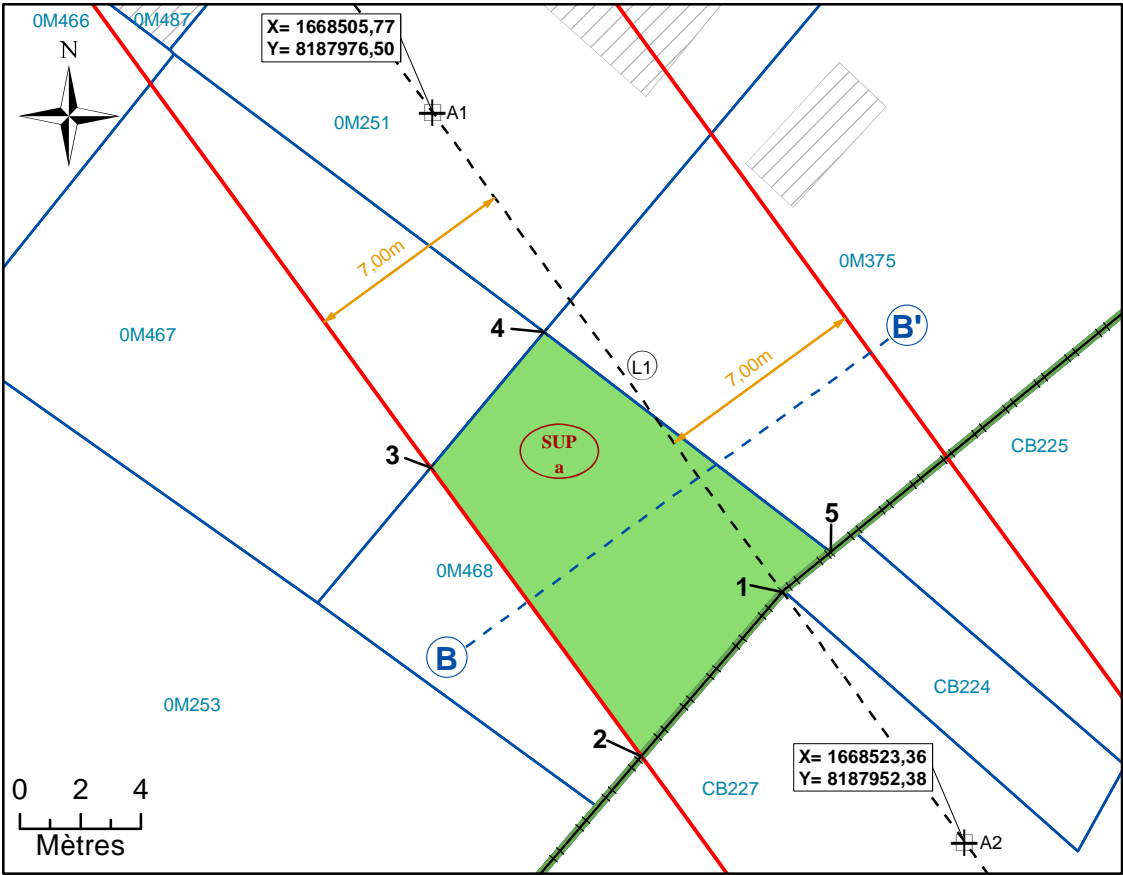 0M466
0M487
X= 1668505,77
Y= 8187976,50
N
A1
0M251
7,00m
0M375
0M467
4
B'
L1
7,00m
SUP
a
CB225
3
5
0M468
1
B
CB224
0M253
2
X= 1668523,36
Y= 8187952,38
CB227
0 2 4
Mètres
A2